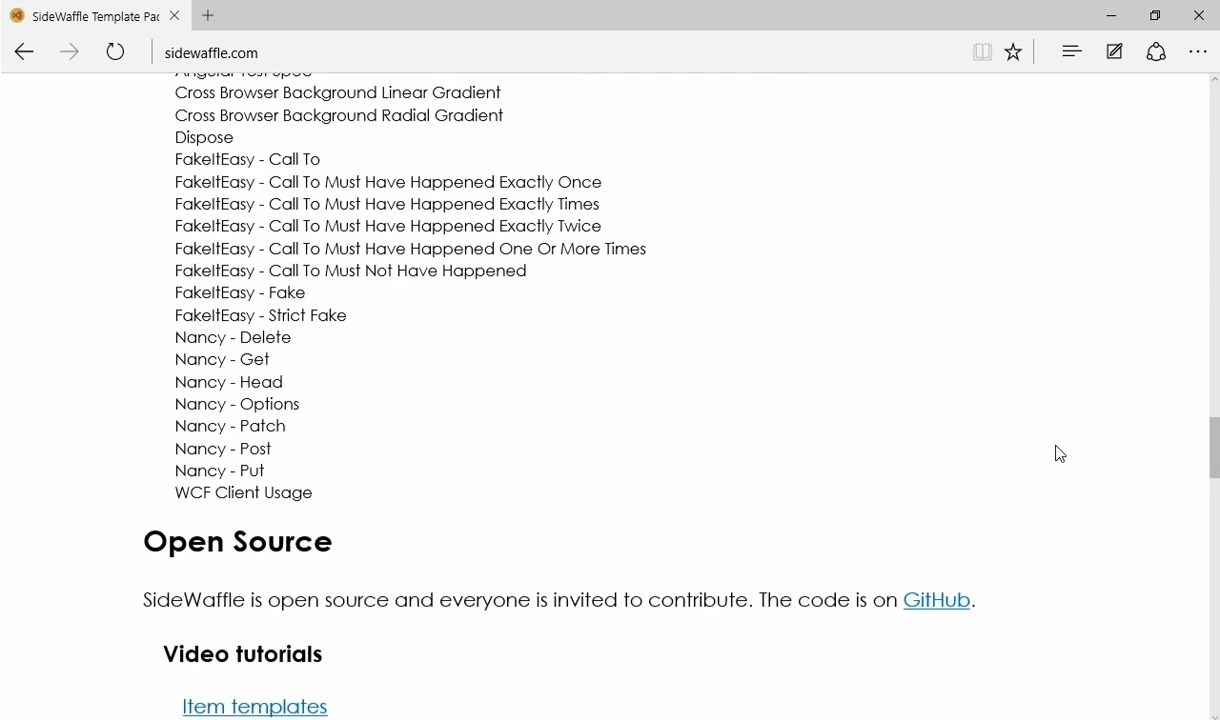 SideWaffle Template Pac
sidewaffle.com
Angular Test Spec
Cross Browser Background Linear Gradient
Cross Browser Background Radial Gradient
Dispose
FakeItEasy - Call To
FakeItEasy - Call To Must Have Happened Exactly Once
FakeItEasy - Call To Must Have Happened Exactly Times
FakeItEasy - Call To Must Have Happened Exactly Twice
FakeItEasy - Call To Must Have Happened One Or More Times
FakeItEasy - Call To Must Not Have Happened
FakeItEasy - Fake
FakeItEasy - Strict Fake
Nancy - Delete
Nancy - Get
Nancy - Head
Nancy - Options
Nancy - Patch
Nancy - Post
Nancy - Put
WCF Client Usage
Open Source
SideWaffle is open source and everyone is invited to contribute. The code is on GitHub.
Video tutorials
Item templates